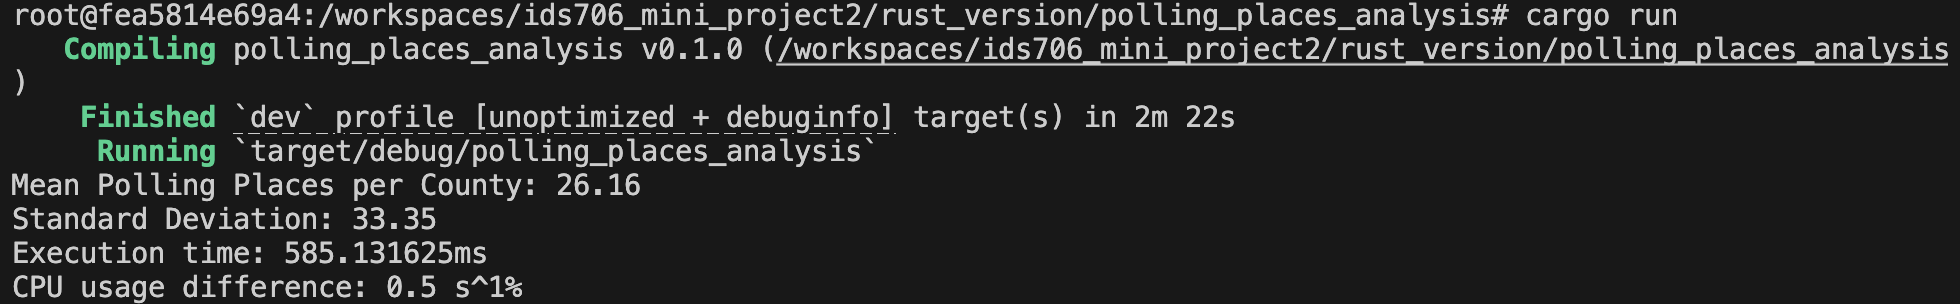 root@fea5814e69a4:/workspaces/ids706_mini_project2/rust_version/polling_places_analysis# cargo run
   Compiling polling_places_analysis v0.1.0 (/workspaces/ids706_mini_project2/rust_version/polling_places_analysis
)
    Finished `dev` profile [unoptimized + debuginfo] target(s) in 2m 22s
     Running `target/debug/polling_places_analysis`
Mean Polling Places per County: 26.16
Standard Deviation: 33.35
Execution time: 585.131625ms
CPU usage difference: 0.5 s^1%